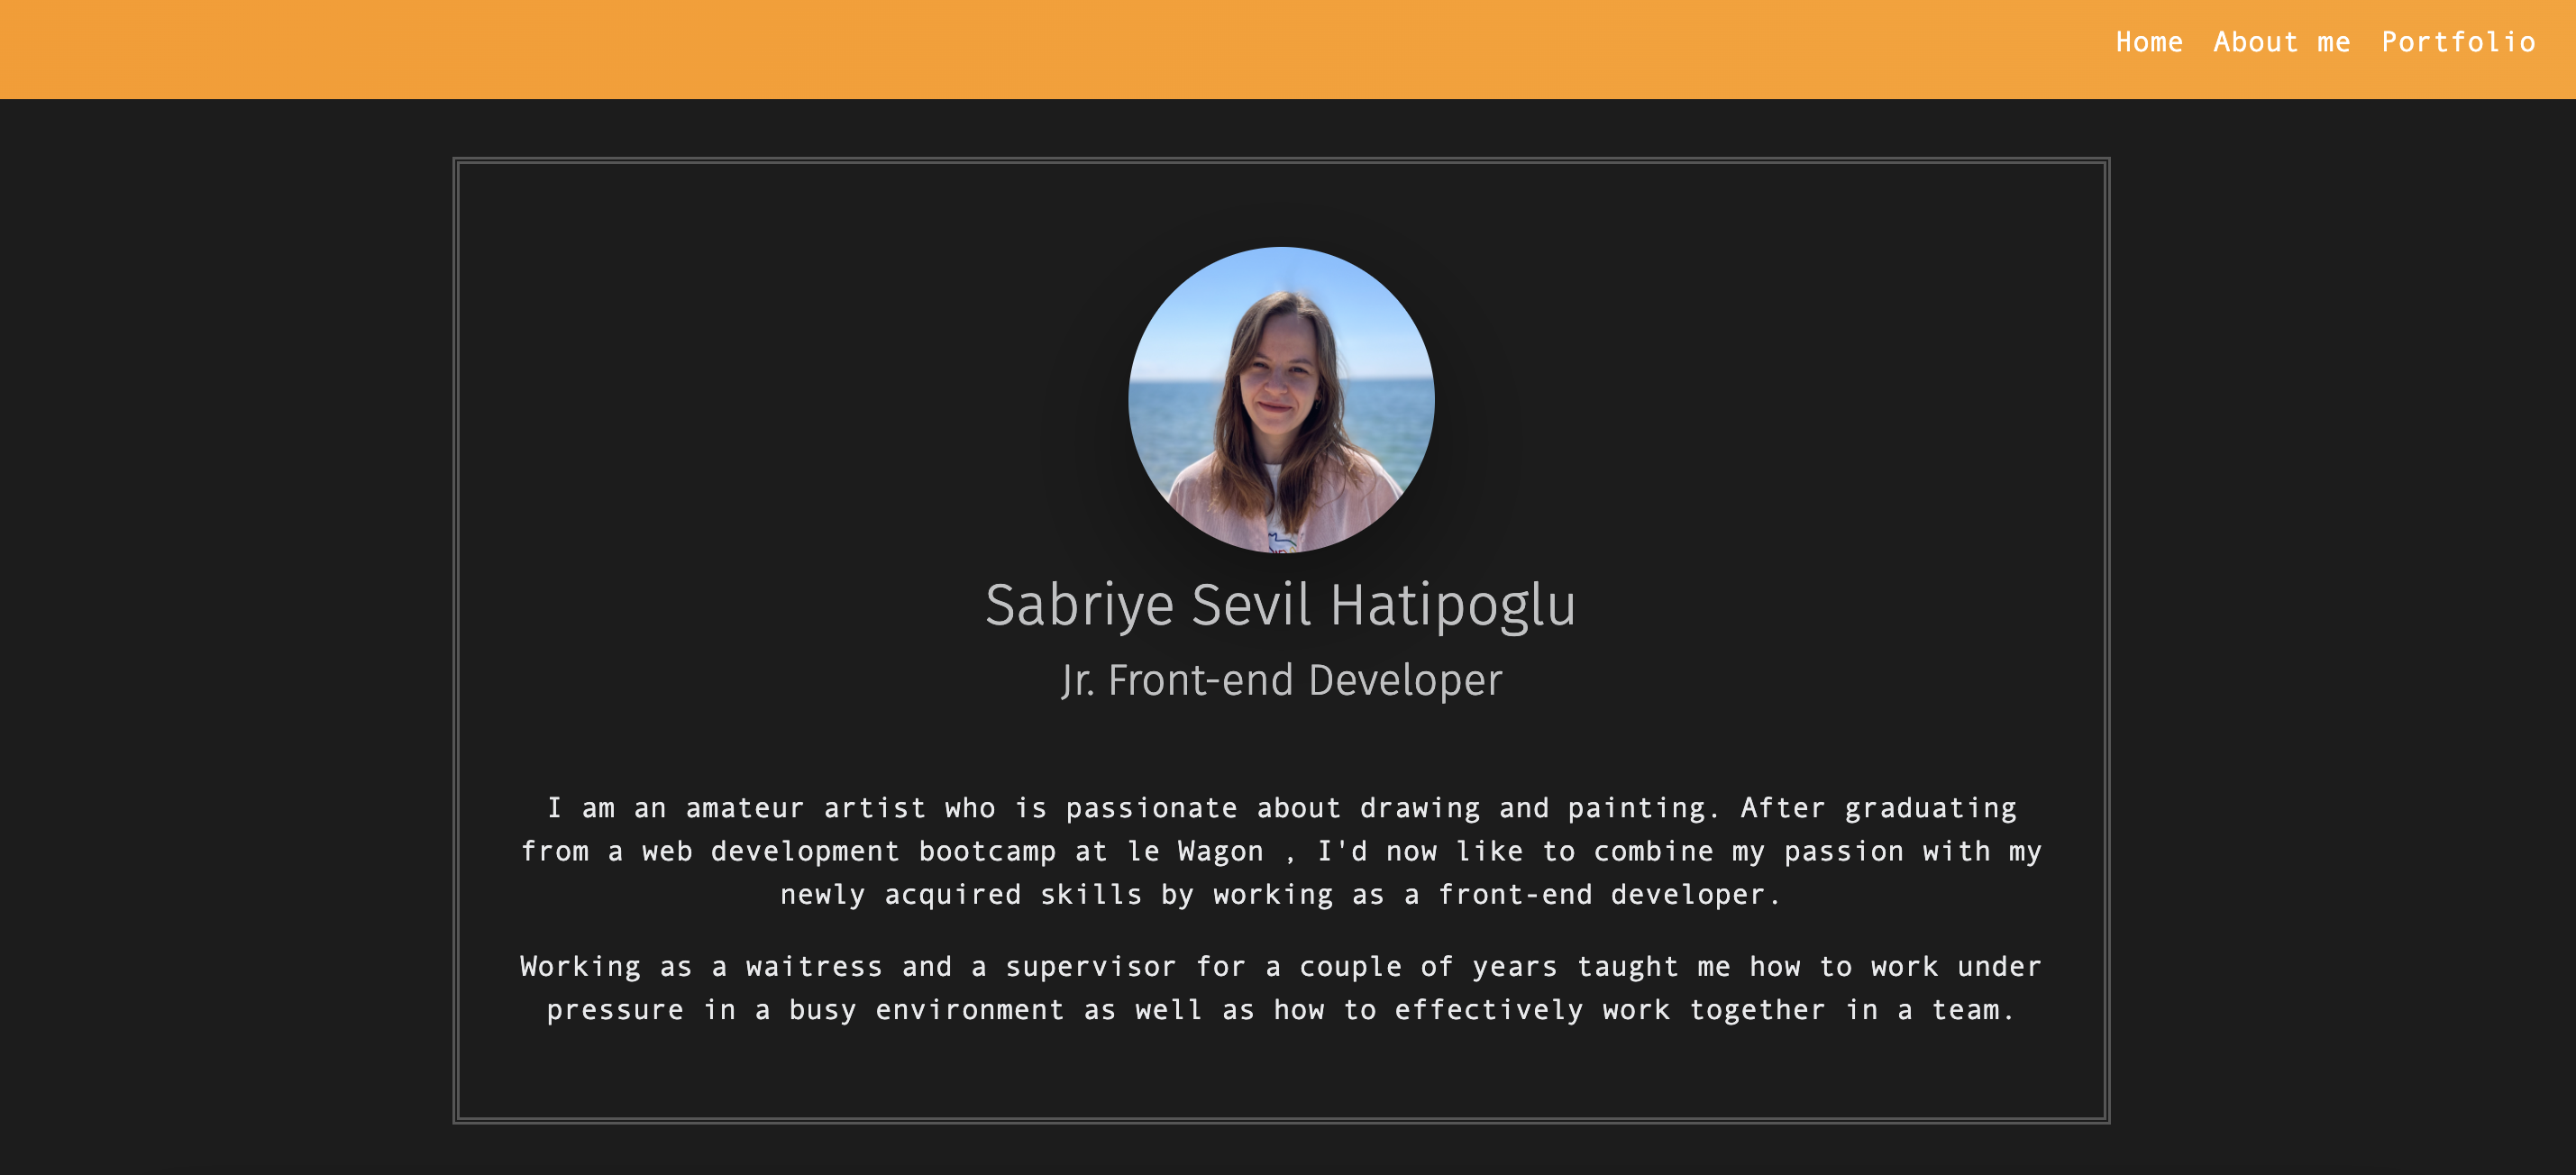 Home About me Portfolio
Sabriye Sevil Hatipoglu
Jr. Front-end Developer
I am an amateur artist who is passionate about drawing and painting. After graduating
from a web development bootcamp at le Wagon , I'd now like to combine my passion with my
newly acquired skills by working as a front-end developer.
Working as a waitress and a supervisor for a couple of years taught me how to work under
pressure in a busy environment as well as how to effectively work together in a team.